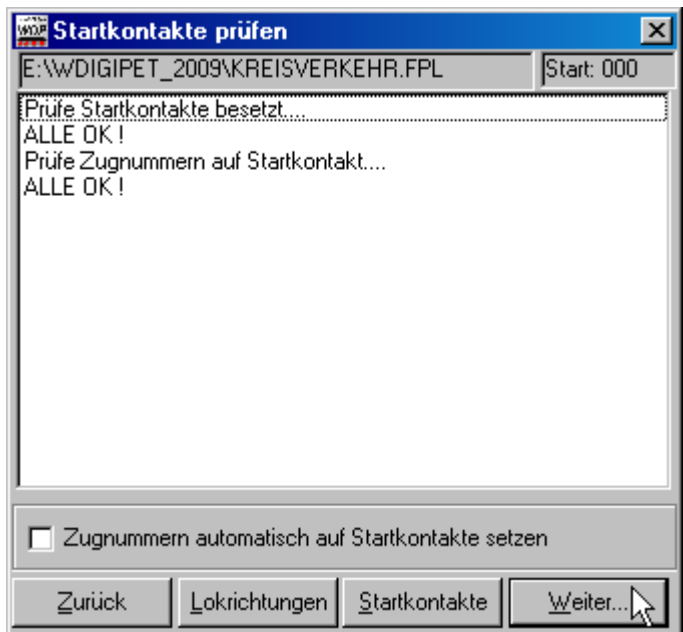 WDP
Startkontakte prüfen
E:\WDIGIPET_2009\KREISVERKEHR.FPL
Start: 000
Prüfe Startkontakte besetzt....
ALLE OK !
Prüfe Zugnummern auf Startkontakt....
ALLE OK !
Zugnummern automatisch auf Startkontakte setzen
Zurück
Lokrichtungen
Startkontakte
Weiter...